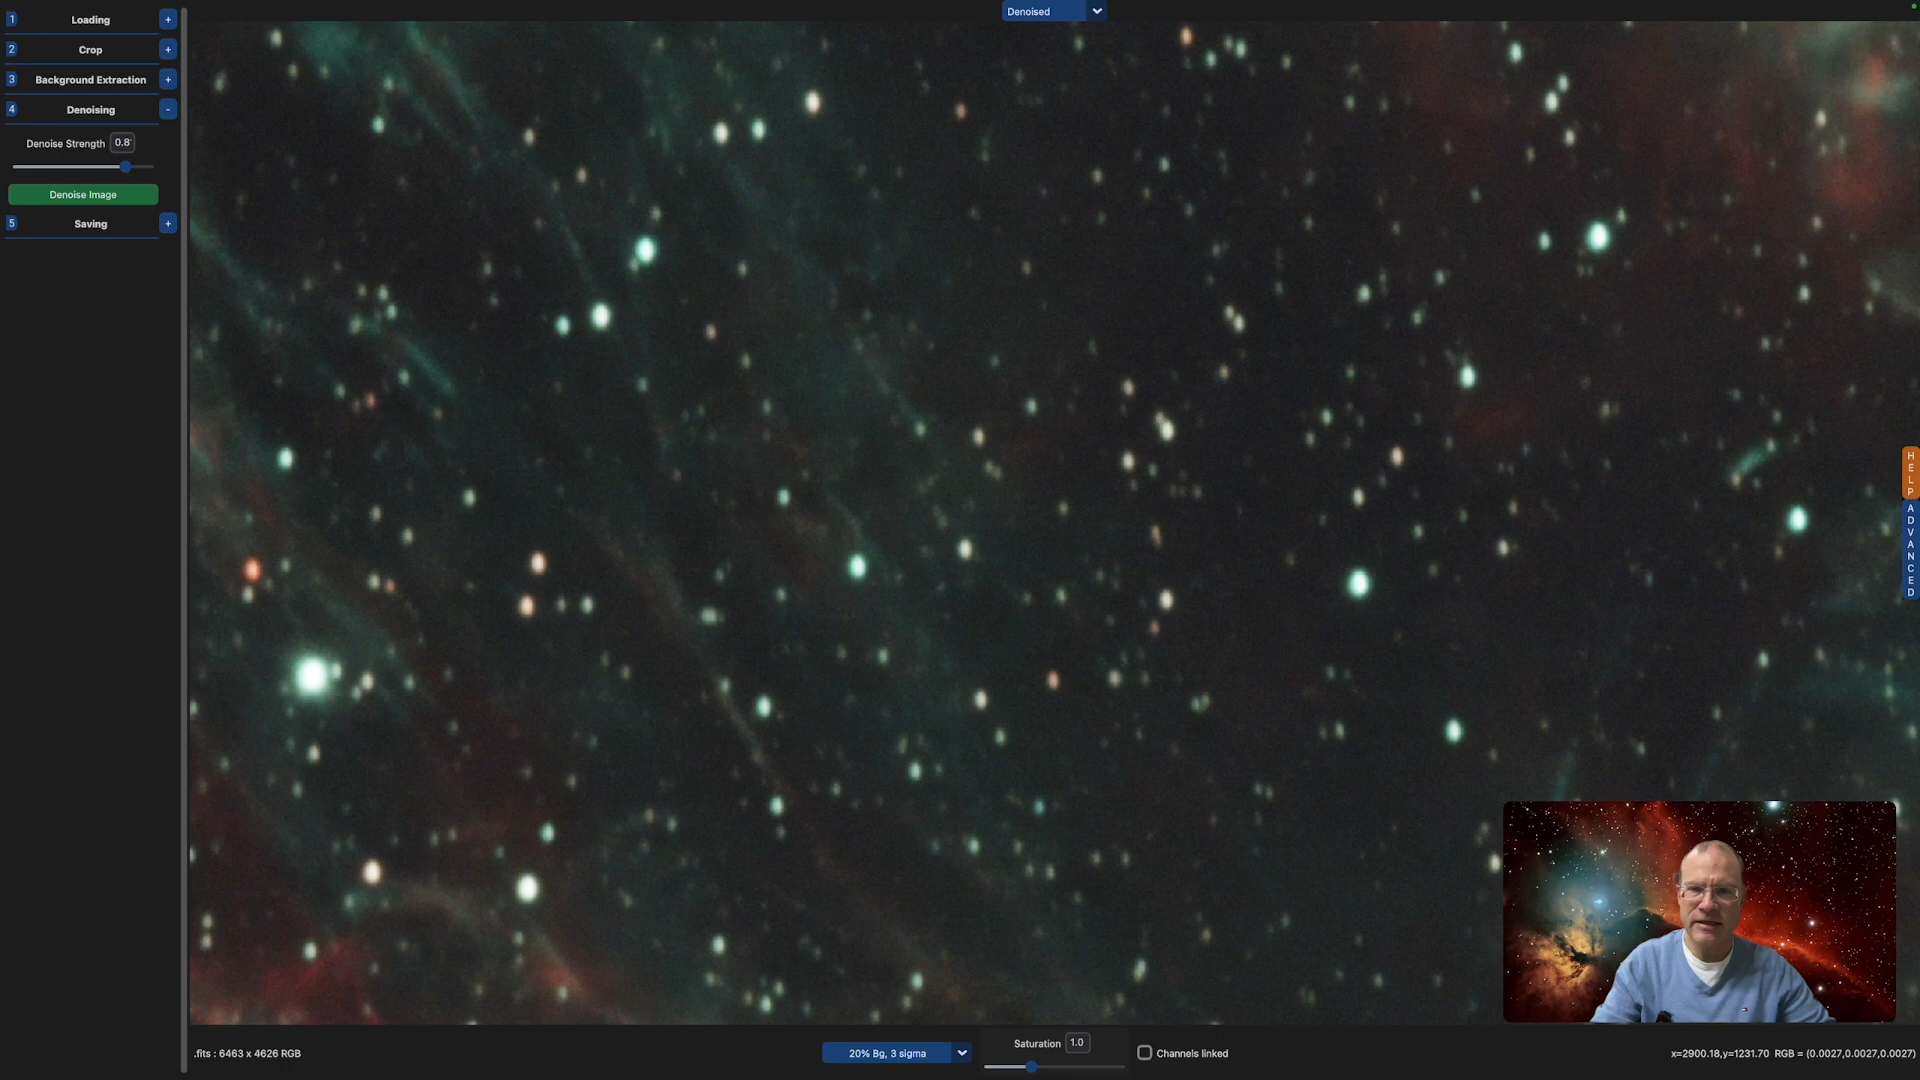 Denoised
1 Loading +
2 Crop +
3 Background Extraction +
4 Denoising -
Denoise Strength 0.8
Denoise Image
5 Saving +
HELP
ADVANCED
.fits : 6463 x 4626 RGB
20% Bg, 3 sigma
Saturation 1.0
Channels linked
x=2900.18,y=1231.70 RGB = (0.0027,0.0027,0.0027)